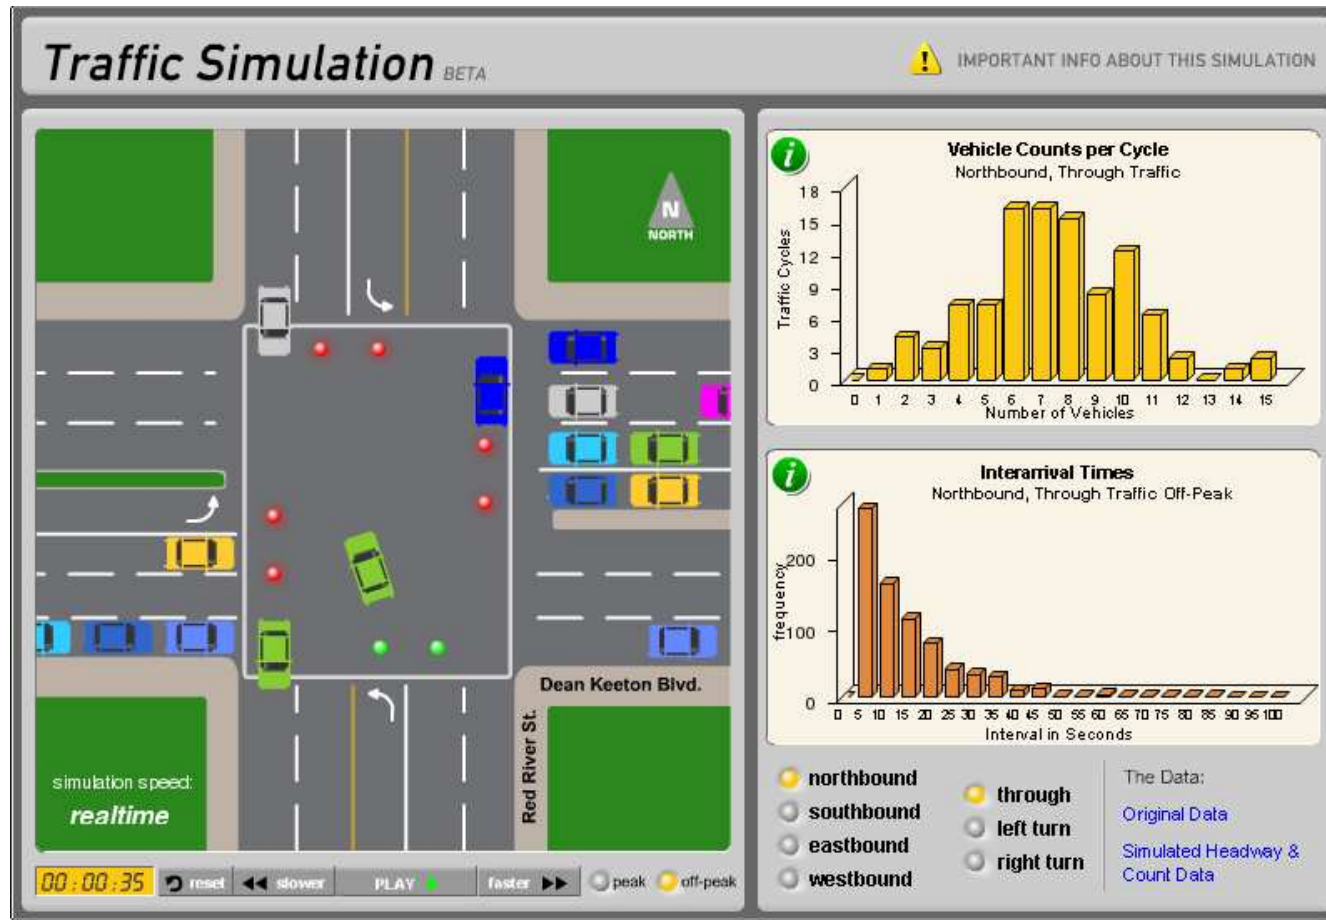 Traffic Simulation BETA
IMPORTANT INFO ABOUT THIS SIMULATION
N
NORTH
Dean Keeton Blvd.
Red River St.
simulation speed:
realtime
00:00:35 reset slower PLAY faster peak off-peak
i
Vehicle Counts per Cycle
Northbound, Through Traffic
Traffic Cycles
18
15
12
9
6
3
0
0 1 2 3 4 5 6 7 8 9 10 11 12 13 14 15
Number of Vehicles
i
Interarrival Times
Northbound, Through Traffic Off-Peak
frequency
200
100
0
0 5 10 15 20 25 30 35 40 45 50 55 60 65 70 75 80 85 90 95 100
Interval in Seconds
northbound
southbound
eastbound
westbound
through
left turn
right turn
The Data:
Original Data
Simulated Headway &
Count Data